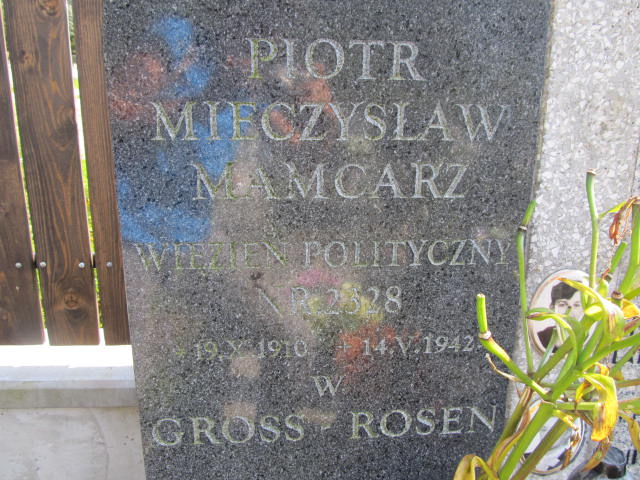 PIOTR
MIECZYSŁAW
MAMCARZ
WIĘZIEŃ POLITYCZNY
NR. 2328
* 19.X.1910 + 14.V.1942
W
GROSS - ROSEN